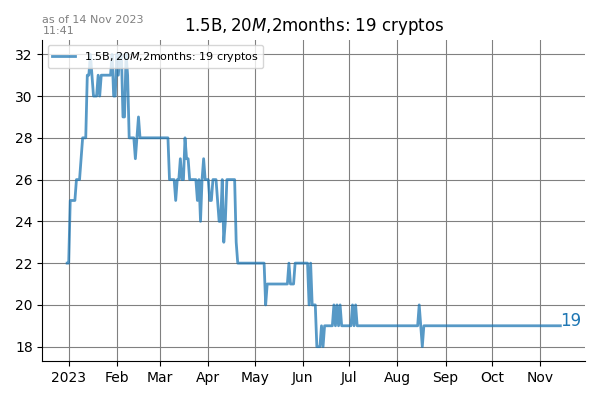 as of 14 Nov 2023
11:41
1.5B, 20M, 2months: 19 cryptos
1.5B, 20M, 2months: 19 cryptos
32
30
28
26
24
22
20
18
19
2023 Feb Mar Apr May Jun Jul Aug Sep Oct Nov